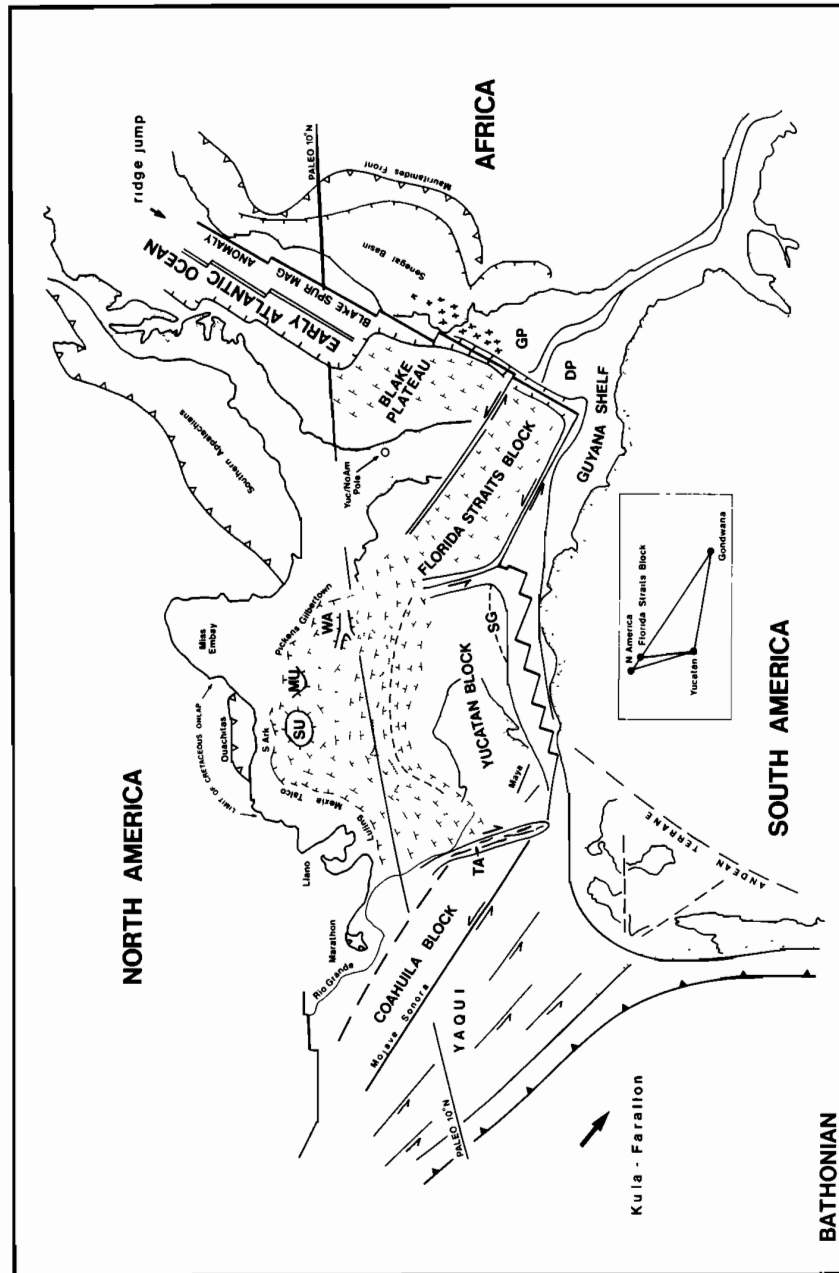 NORTH AMERICA
AFRICA
SOUTH AMERICA
BATHONIAN
ridge jump
PALEO 10°N
Mauritanides Front
Senegal Basin
EARLY ATLANTIC OCEAN
BLAKE SPUR MAG ANOMALY
BLAKE PLATEAU
GP
DP
GUYANA SHELF
Southern Appalachians
Yuc/NoAm
Pole
FLORIDA STRAITS BLOCK
Miss
Embay
LIMIT OF CRETACEOUS ONLAP
Ouachitas
S Ark
Pickens Gilbertown
WA
MU
SU
Talco
Mexia
Luling
Llano
Marathon
Rio Grande
SG
YUCATAN BLOCK
Maya
TA
COAHUILA BLOCK
Mojave Sonora
YAQUI
PALEO 10°N
Kula - Farallon
ANDEAN
TERRANE
N America
Florida Straits Block
Yucatan
Gondwana